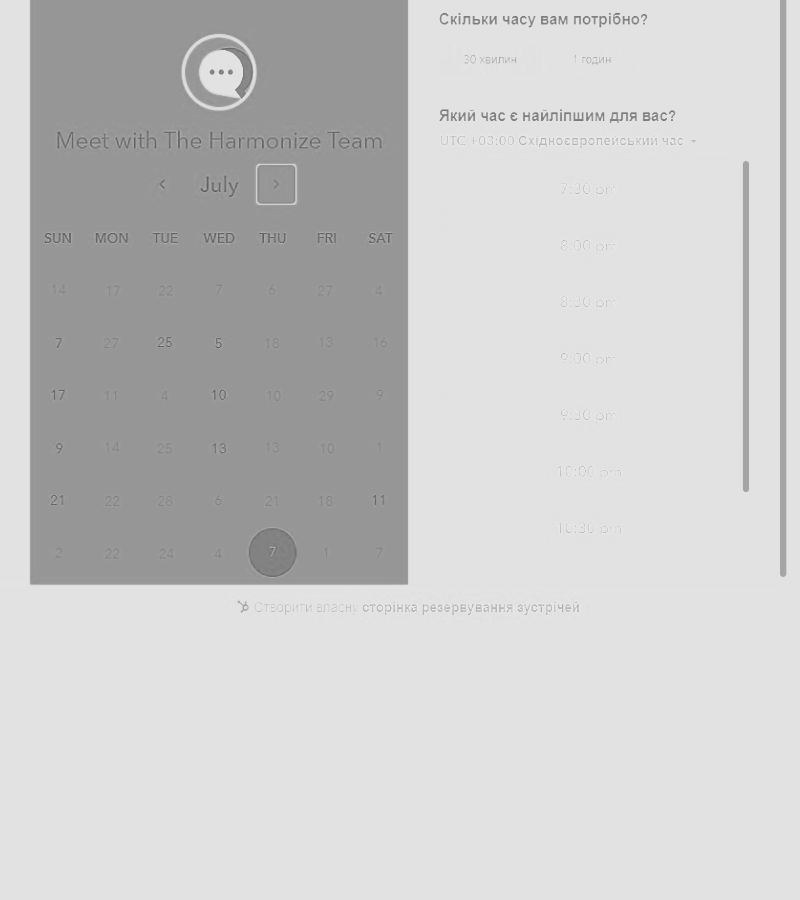 Meet with The Harmonize Team
July
SUN MON TUE WED THU FRI SAT
14 17 22 7 6 27 4
7 27 25 5 18 13 16
17 11 4 10 10 29 9
9 14 25 13 13 10 1
21 22 28 6 21 18 11
2 22 24 4 7 1 7
Скільки часу вам потрібно?
30 хвилин 1 годин
Який час є найліпшим для вас?
UTC +03:00 Східноєвропейський час
7:30 pm
8:00 pm
8:30 pm
9:00 pm
9:30 pm
10:00 pm
10:30 pm
Створити власну сторінка резервування зустрічей